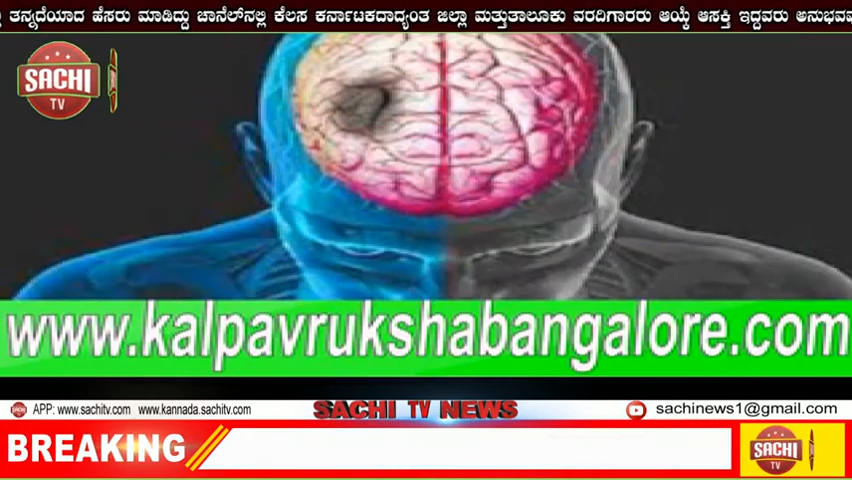 ತನ್ನದೆಯಾದ ಹೆಸರು ಮಾಡಿದ್ದು ಚಾನೆಲ್‌ನಲ್ಲಿ ಕೆಲಸ ಕರ್ನಾಟಕದಾದ್ಯಂತ ಜಿಲ್ಲಾ ಮತ್ತುತಾಲೂಕು ವರದಿಗಾರರು ಆಯ್ಕೆ ಆಸಕ್ತಿ ಇದ್ದವರು
SACHI
TV
www.kalpavrukshabangalore.com
APP: www.sachitv.com www.kannada.sachitv.com
SACHI TV NEWS
sachinews1@gmail.com
BREAKING
SACHI
TV